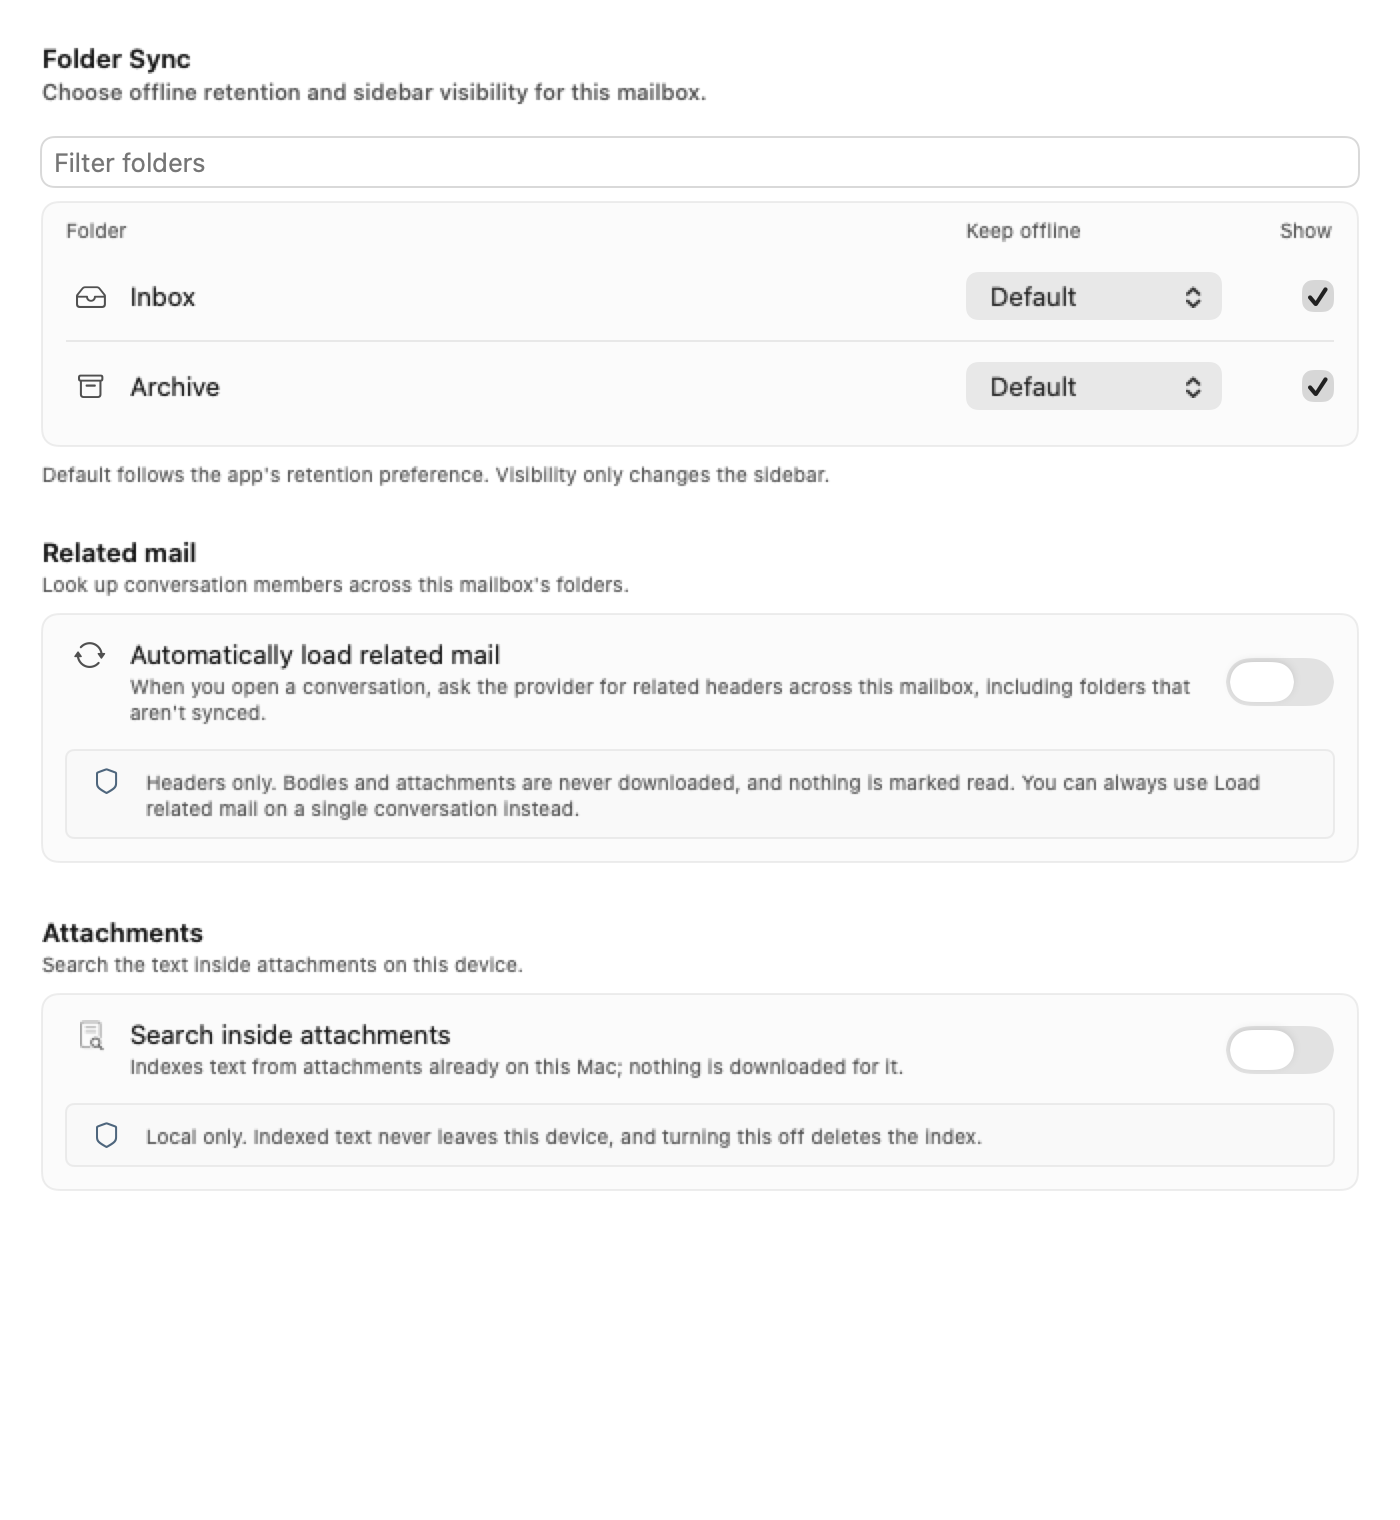 Folder Sync
Choose offline retention and sidebar visibility for this mailbox.
Filter folders
Folder Keep offline Show
Inbox Default
Archive Default
Default follows the app's retention preference. Visibility only changes the sidebar.
Related mail
Look up conversation members across this mailbox's folders.
Automatically load related mail
When you open a conversation, ask the provider for related headers across this mailbox, including folders that
aren't synced.
Headers only. Bodies and attachments are never downloaded, and nothing is marked read. You can always use Load
related mail on a single conversation instead.
Attachments
Search the text inside attachments on this device.
Search inside attachments
Indexes text from attachments already on this Mac; nothing is downloaded for it.
Local only. Indexed text never leaves this device, and turning this off deletes the index.